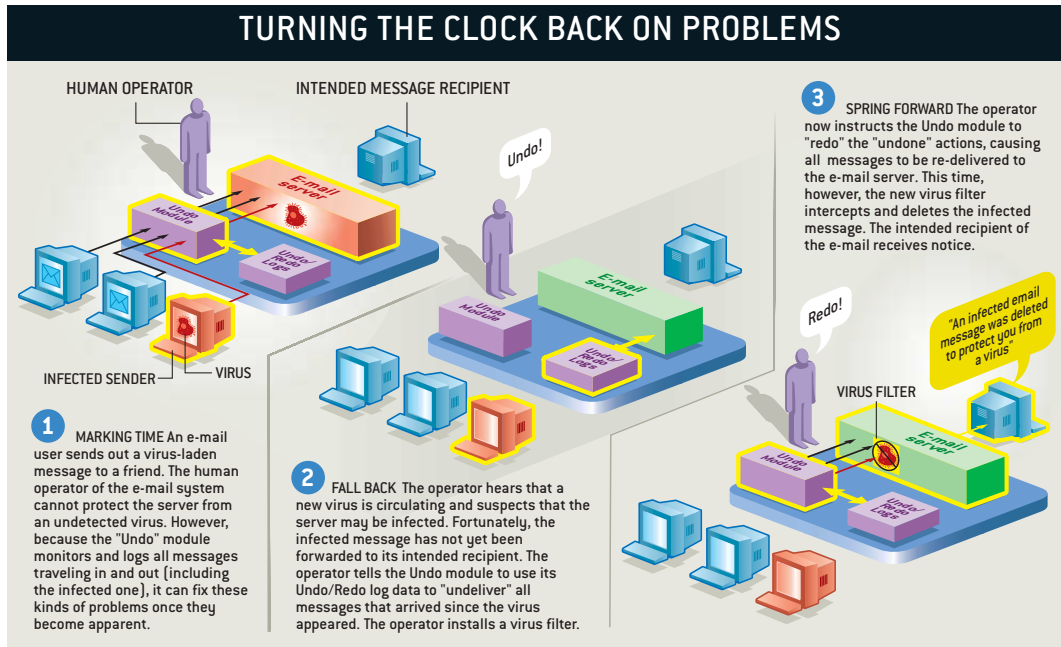 TURNING THE CLOCK BACK ON PROBLEMS
HUMAN OPERATOR
INTENDED MESSAGE RECIPIENT
E-mail
server
Undo
Module
Undo/
Redo
Logs
INFECTED SENDER
VIRUS
1
MARKING TIME An e-mail
user sends out a virus-laden
message to a friend. The human
operator of the e-mail system
cannot protect the server from
an undetected virus. However,
because the "Undo" module
monitors and logs all messages
traveling in and out (including
the infected one), it can fix these
kinds of problems once they
become apparent.
Undo!
E-mail
server
Undo
Module
Undo/
Redo
Logs
2
FALL BACK The operator hears that a
new virus is circulating and suspects that the
server may be infected. Fortunately, the
infected message has not yet been
forwarded to its intended recipient. The
operator tells the Undo module to use its
Undo/Redo log data to "undeliver" all
messages that arrived since the virus
appeared. The operator installs a virus filter.
3
SPRING FORWARD The operator
now instructs the Undo module to
"redo" the "undone" actions, causing
all messages to be re-delivered to
the e-mail server. This time,
however, the new virus filter
intercepts and deletes the infected
message. The intended recipient of
the e-mail receives notice.
Redo!
"An infected email
message was deleted
to protect you from
a virus"
VIRUS FILTER
E-mail
server
Undo
Module
Undo/
Redo
Logs